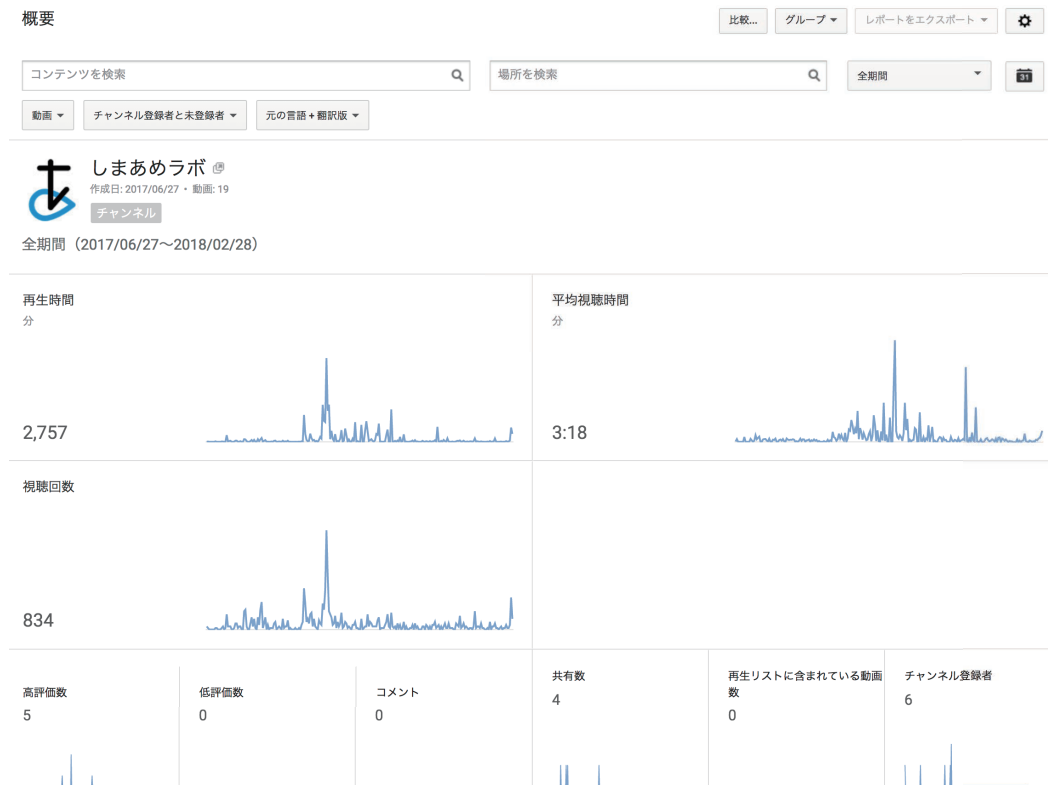 概要
比較...
グループ
レポートをエクスポート
コンテンツを検索
場所を検索
全期間
31
動画
チャンネル登録者と未登録者
元の言語 + 翻訳版
しまあめラボ
作成日: 2017/06/27 • 動画: 19
チャンネル
全期間（2017/06/27～2018/02/28）
再生時間
分
2,757
平均視聴時間
分
3:18
視聴回数
834
高評価数
5
低評価数
0
コメント
0
共有数
4
再生リストに含まれている動画
数
0
チャンネル登録者
6